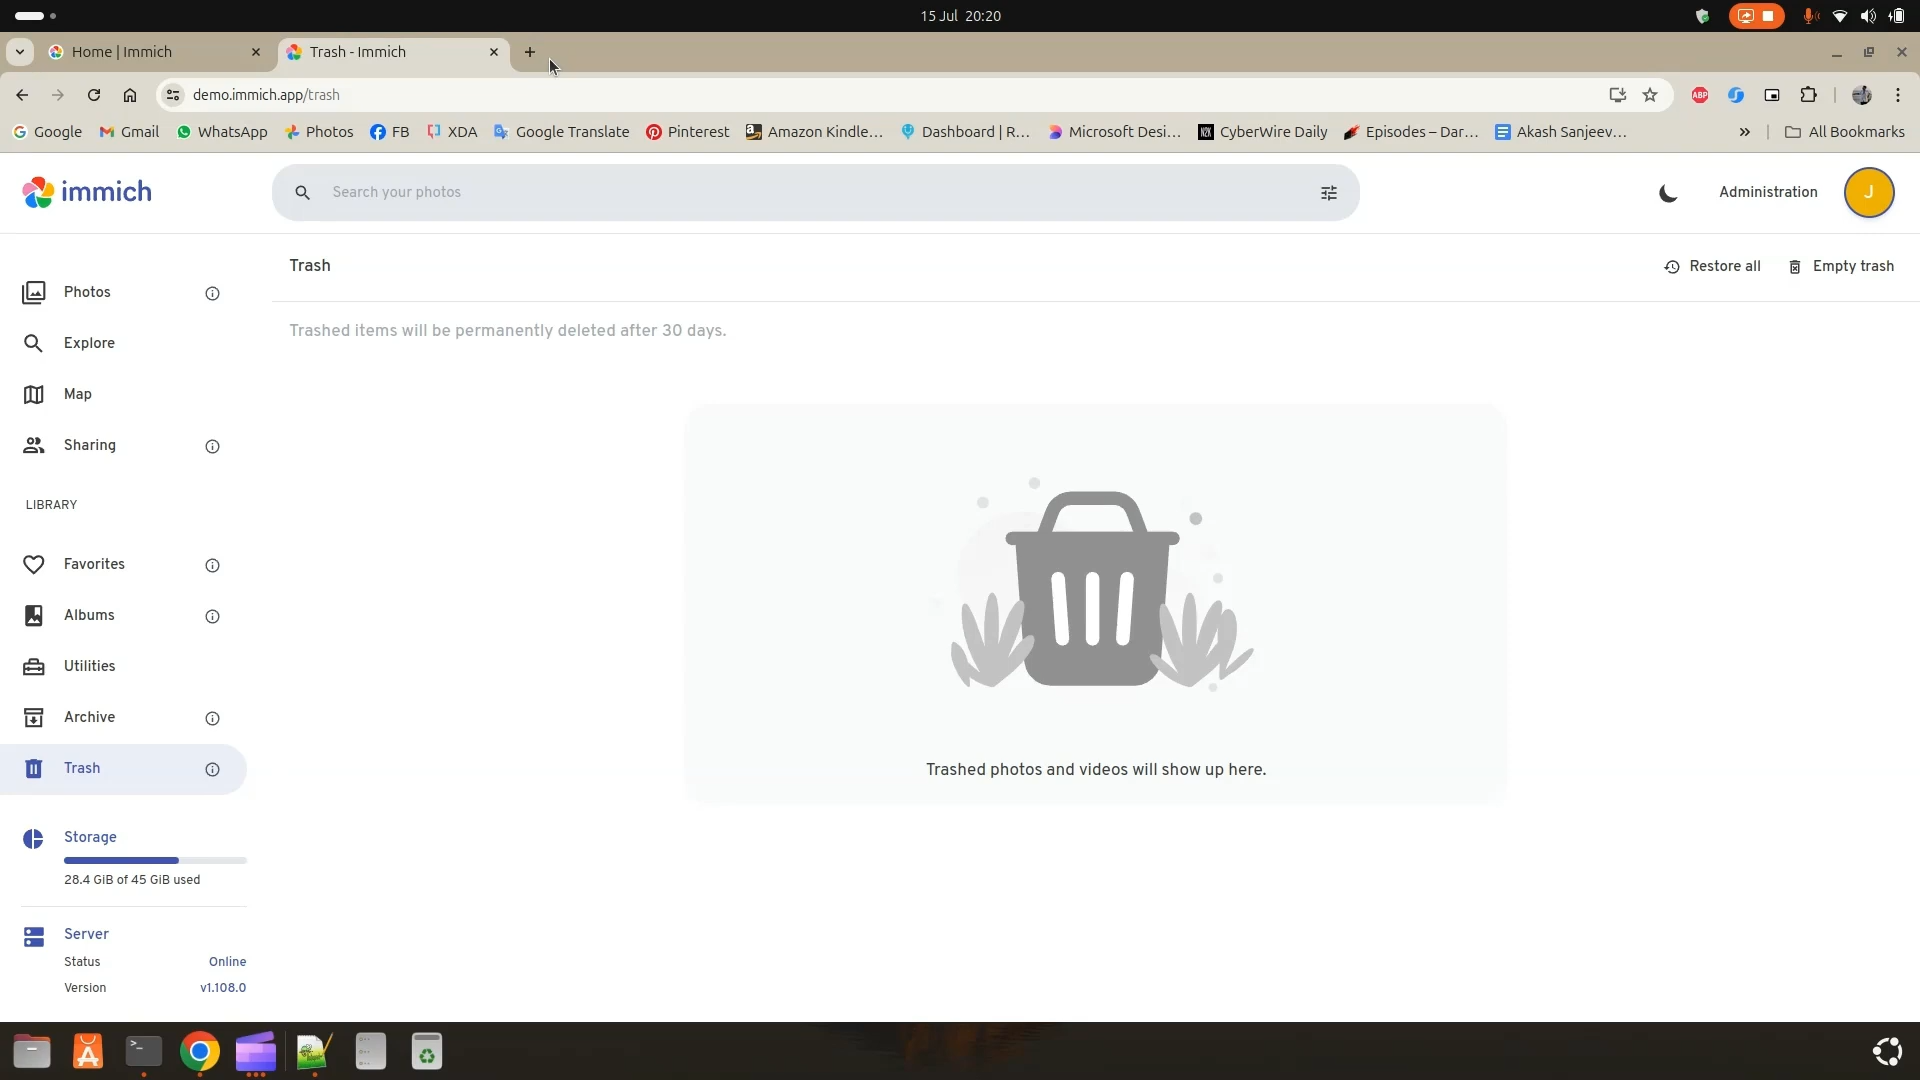 15 Jul 20:20
Home | Immich
Trash - Immich
demo.immich.app/trash
ABP
Google
Gmail
WhatsApp
Photos
FB
XDA
Google Translate
Pinterest
Amazon Kindle...
Dashboard | R...
Microsoft Desi...
N2K
CyberWire Daily
Episodes – Dar...
Akash Sanjeev...
»
All Bookmarks
immich
Search your photos
Administration
J
Photos
Explore
Map
Sharing
LIBRARY
Favorites
Albums
Utilities
Archive
Trash
Storage
28.4 GiB of 45 GiB used
Server
Status Online
Version v1.108.0
Trash
Restore all
Empty trash
Trashed items will be permanently deleted after 30 days.
Trashed photos and videos will show up here.